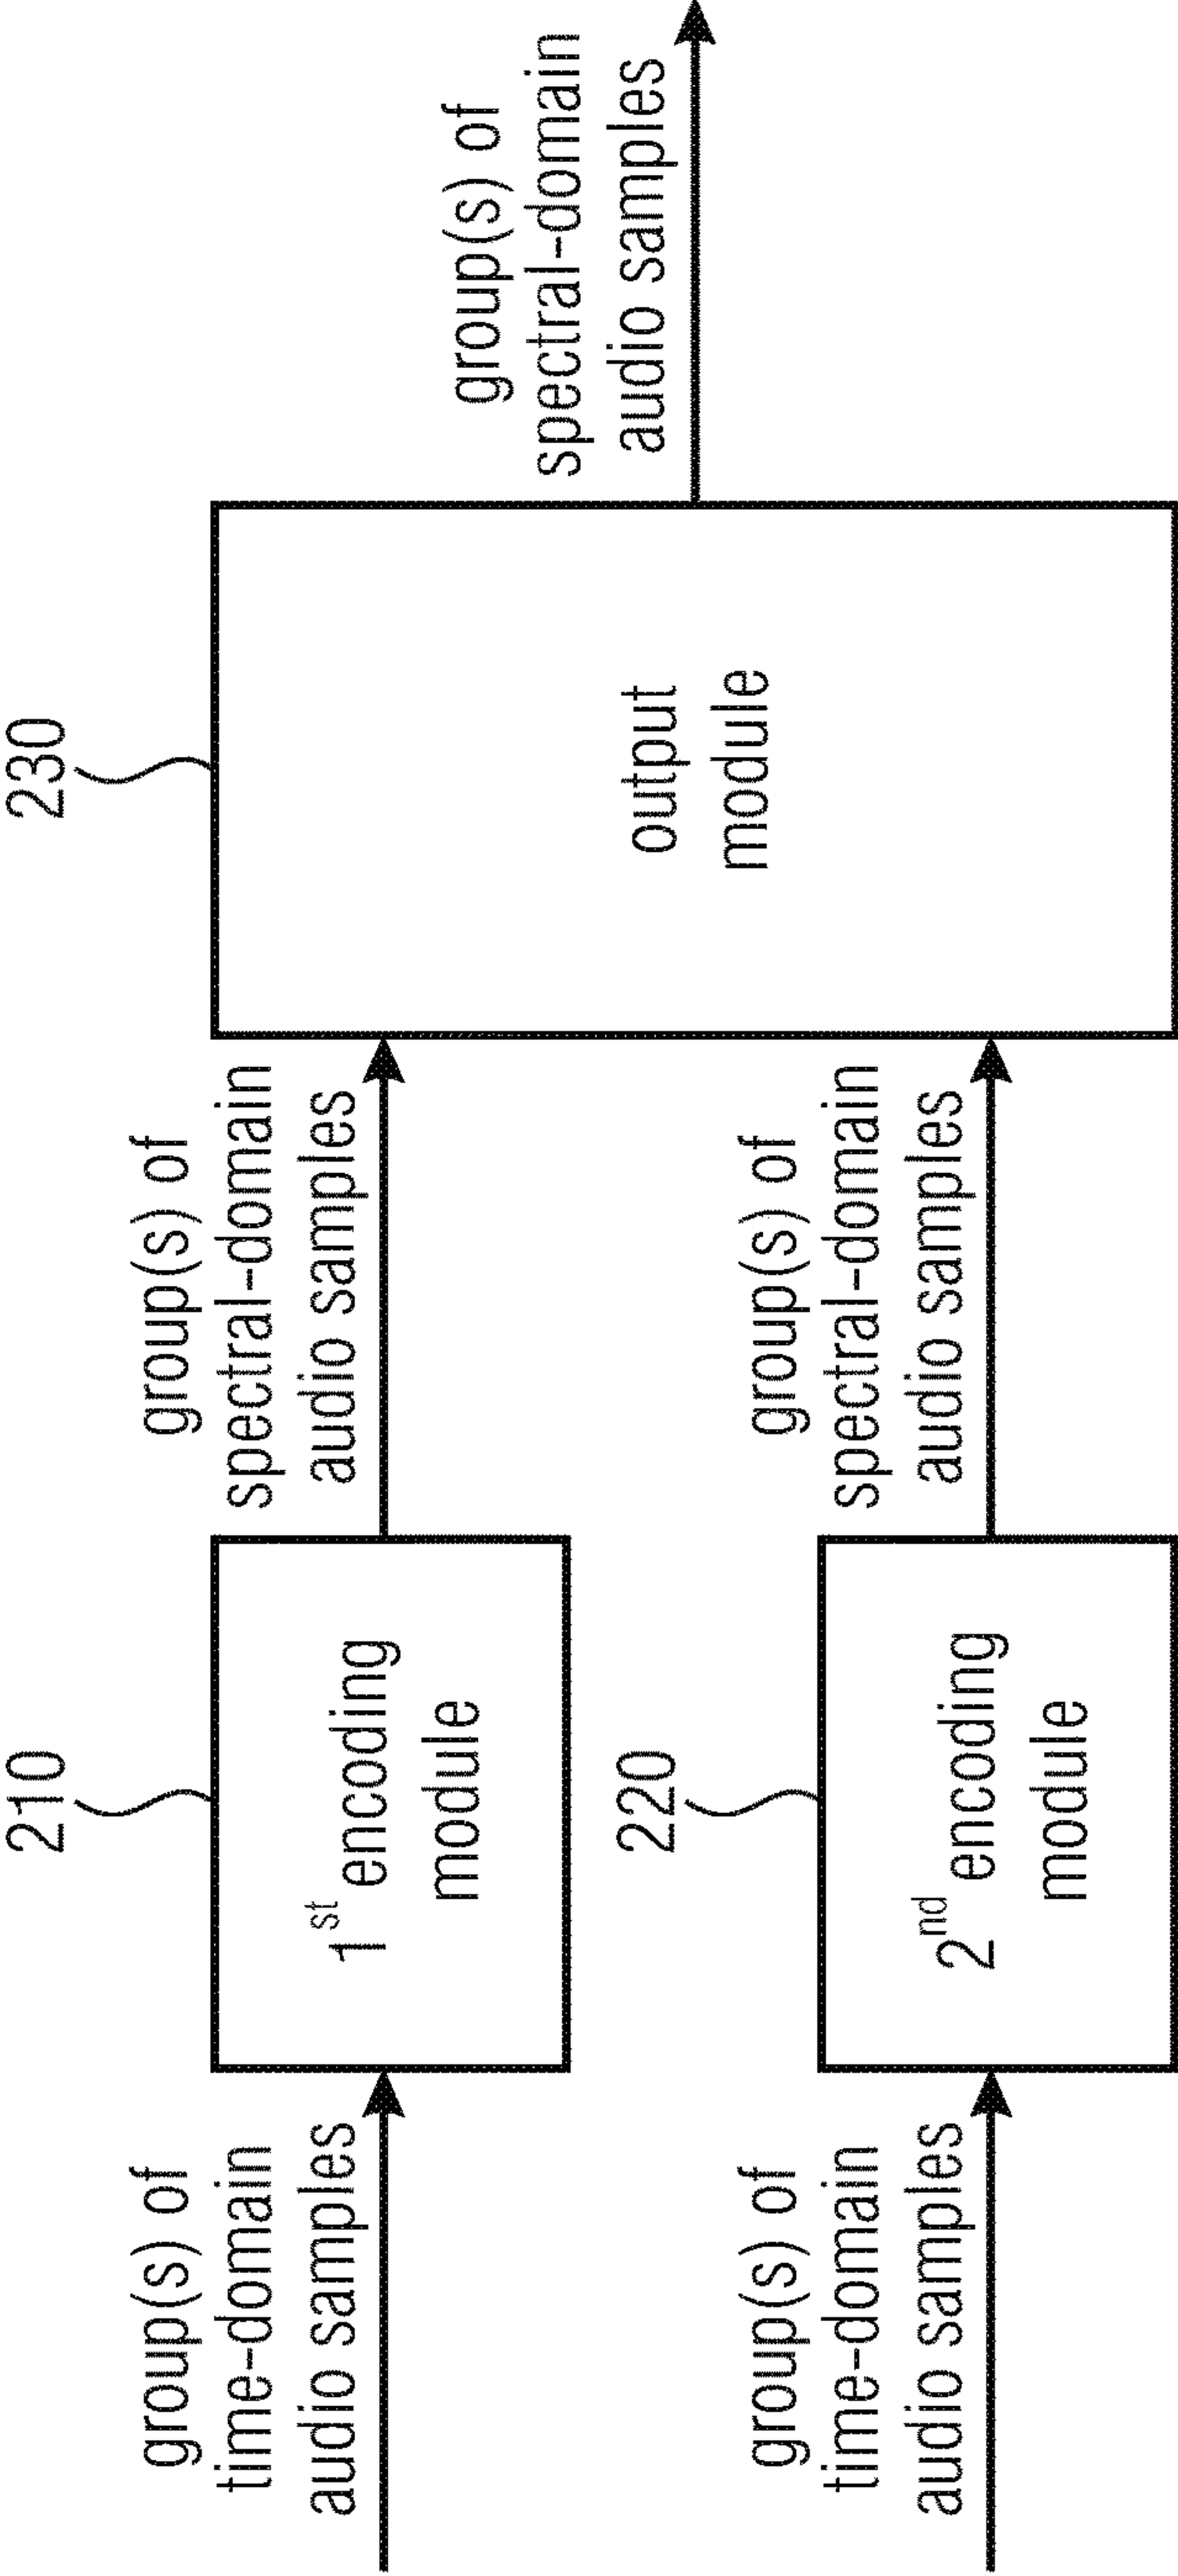 210
230
group(s) of
time-domain
audio samples
1st encoding
module
group(s) of
spectral-domain
audio samples
output
module
group(s) of
spectral-domain
audio samples
220
group(s) of
time-domain
audio samples
2nd encoding
module
group(s) of
spectral-domain
audio samples